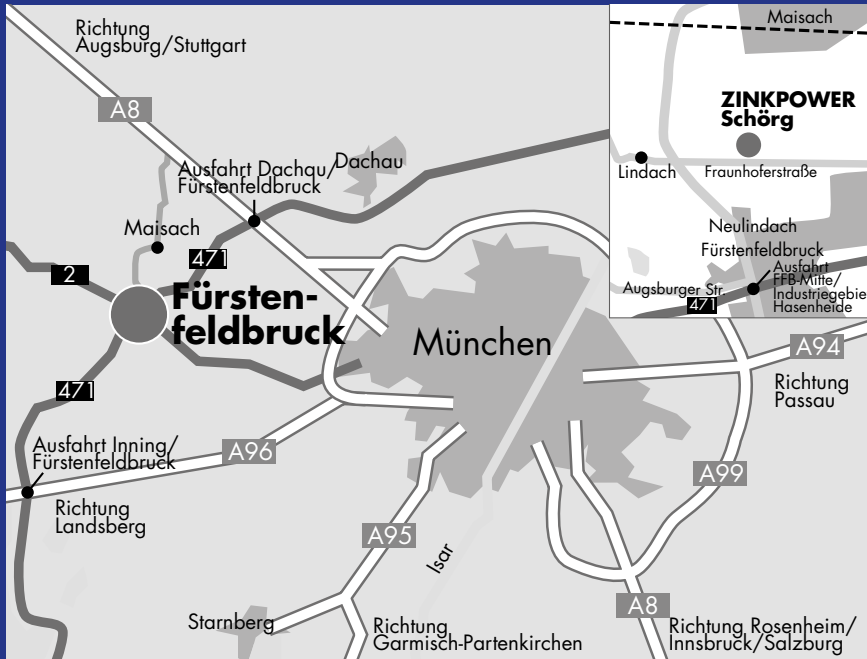 Richtung
Augsburg/Stuttgart
A8
Ausfahrt Dachau/
Fürstenfeldbruck
Dachau
Maisach
471
2
Fürsten-
feldbruck
München
471
Ausfahrt Inning/
Fürstenfeldbruck
A96
Richtung
Landsberg
A95
Isar
Starnberg
Richtung
Garmisch-Partenkirchen
A8
Richtung Rosenheim/
Innsbruck/Salzburg
A99
A94
Richtung
Passau
Maisach
ZINKPOWER
Schörg
Lindach
Fraunhoferstraße
Neulindach
Fürstenfeldbruck
Augsburger Str.
471
Ausfahrt
FFB-Mitte/
Industriegebie
Hasenheide